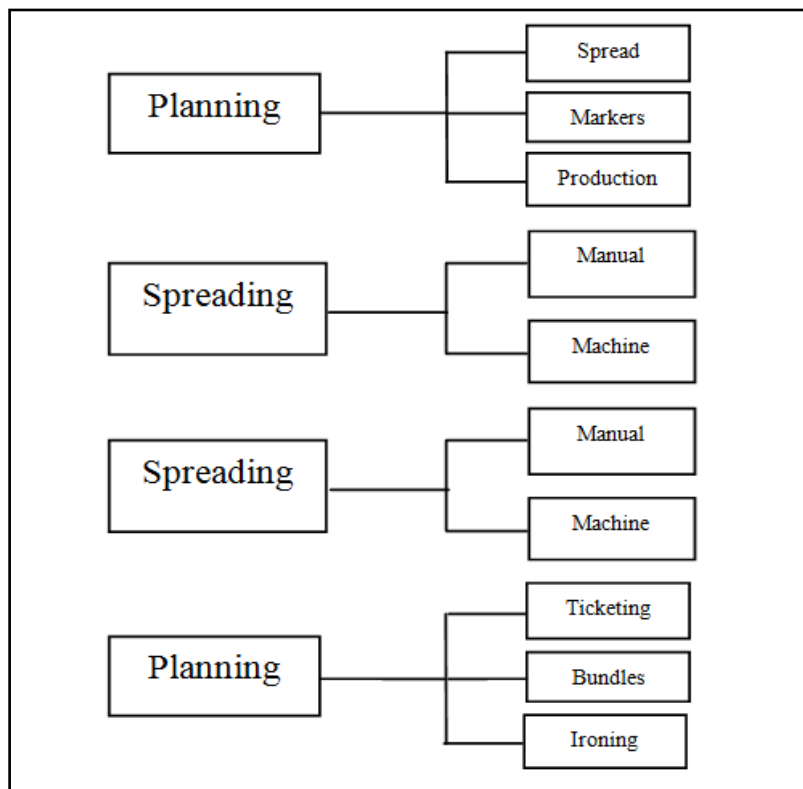 Planning
Spread
Markers
Production
Spreading
Manual
Machine
Spreading
Manual
Machine
Planning
Ticketing
Bundles
Ironing